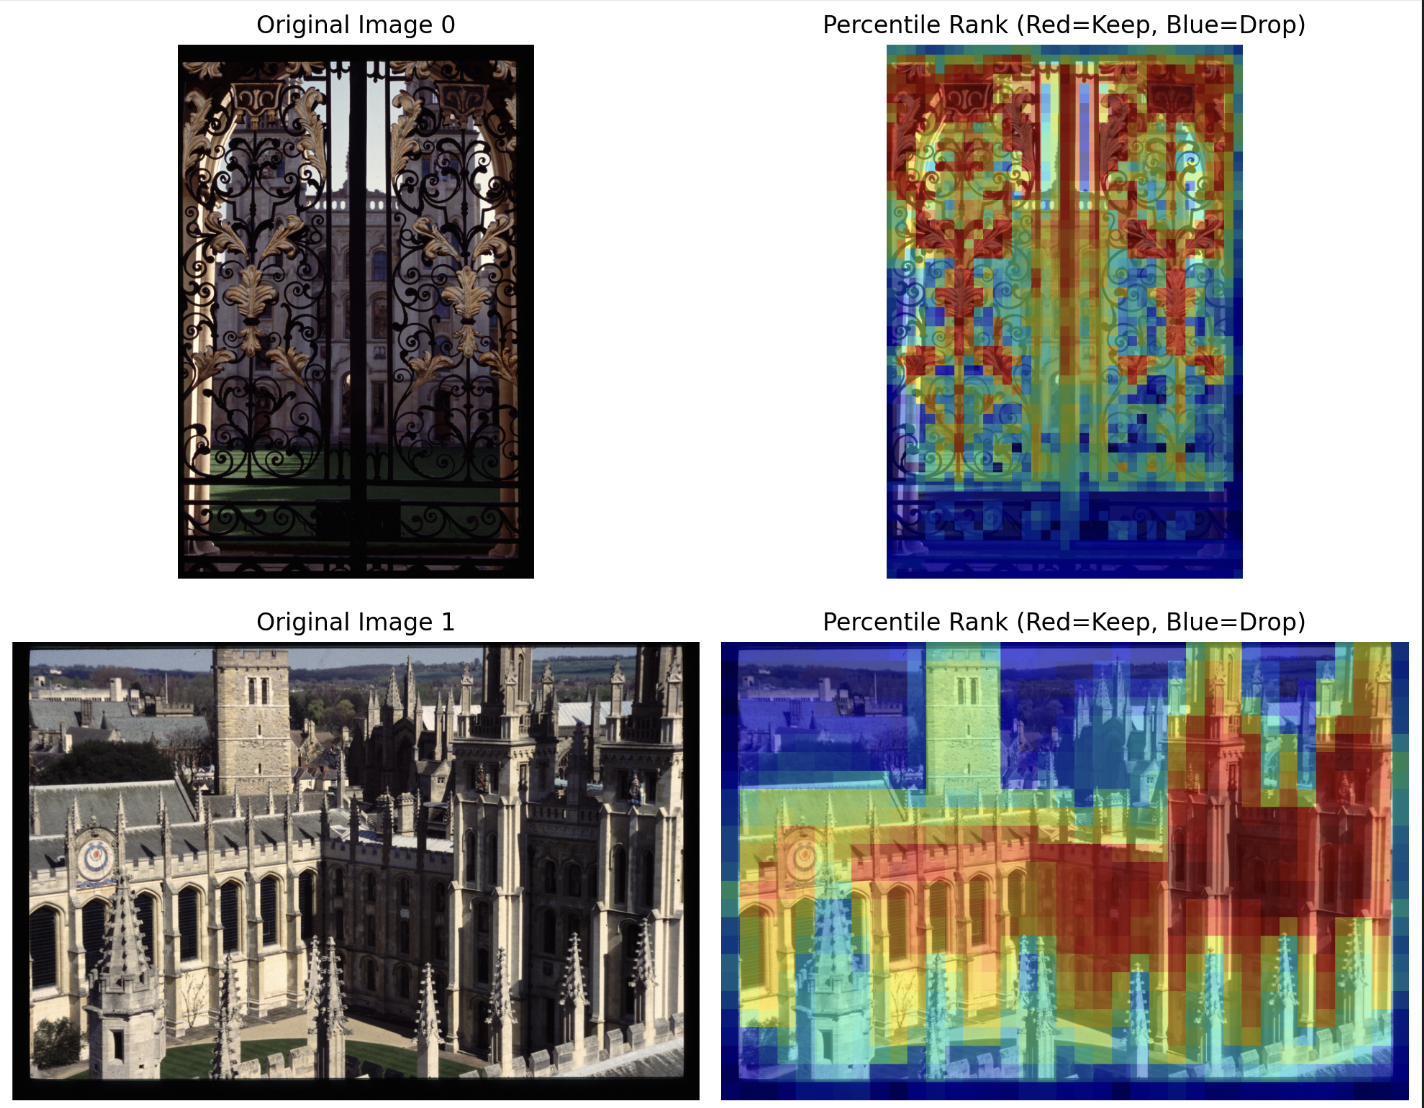 Original Image 0
Percentile Rank (Red=Keep, Blue=Drop)
Original Image 1
Percentile Rank (Red=Keep, Blue=Drop)